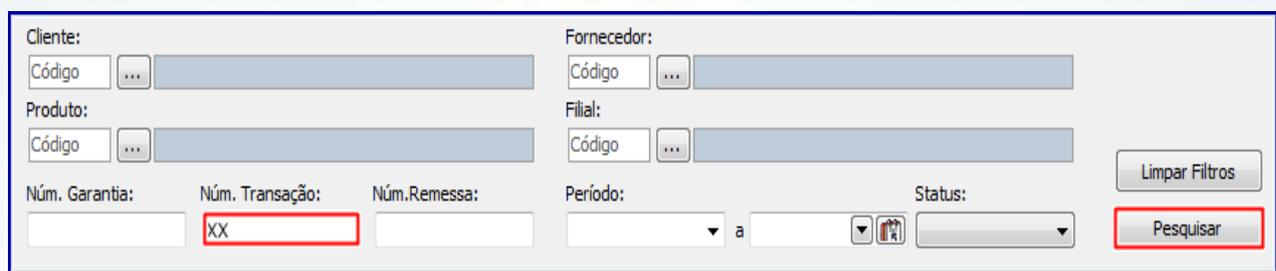 Cliente: Fornecedor:
Código ... Código ...
Produto: Filial:
Código ... Código ...
Limpar Filtros
Núm. Garantia: Núm. Transação: Núm.Remessa: Período: Status:
XX a Pesquisar